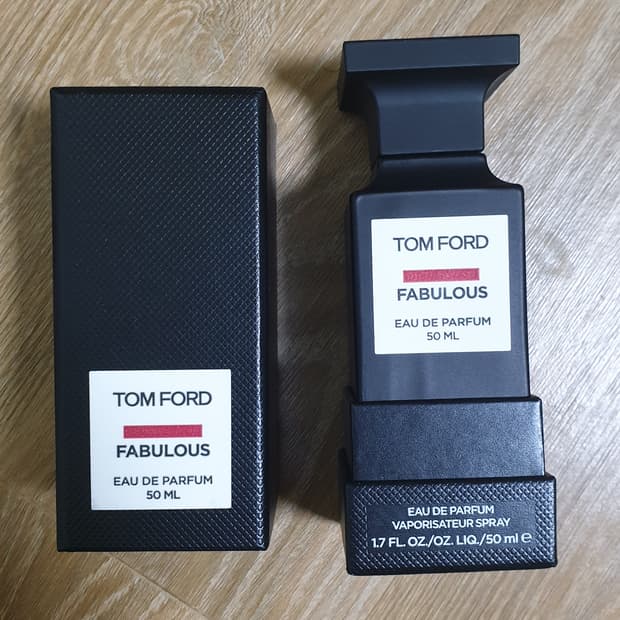 TOM FORD
FABULOUS
EAU DE PARFUM
50 ML
TOM FORD
FABULOUS
EAU DE PARFUM
50 ML
EAU DE PARFUM
VAPORISATEUR SPRAY
1.7 FL. OZ./OZ. LIQ./50 ml ℮